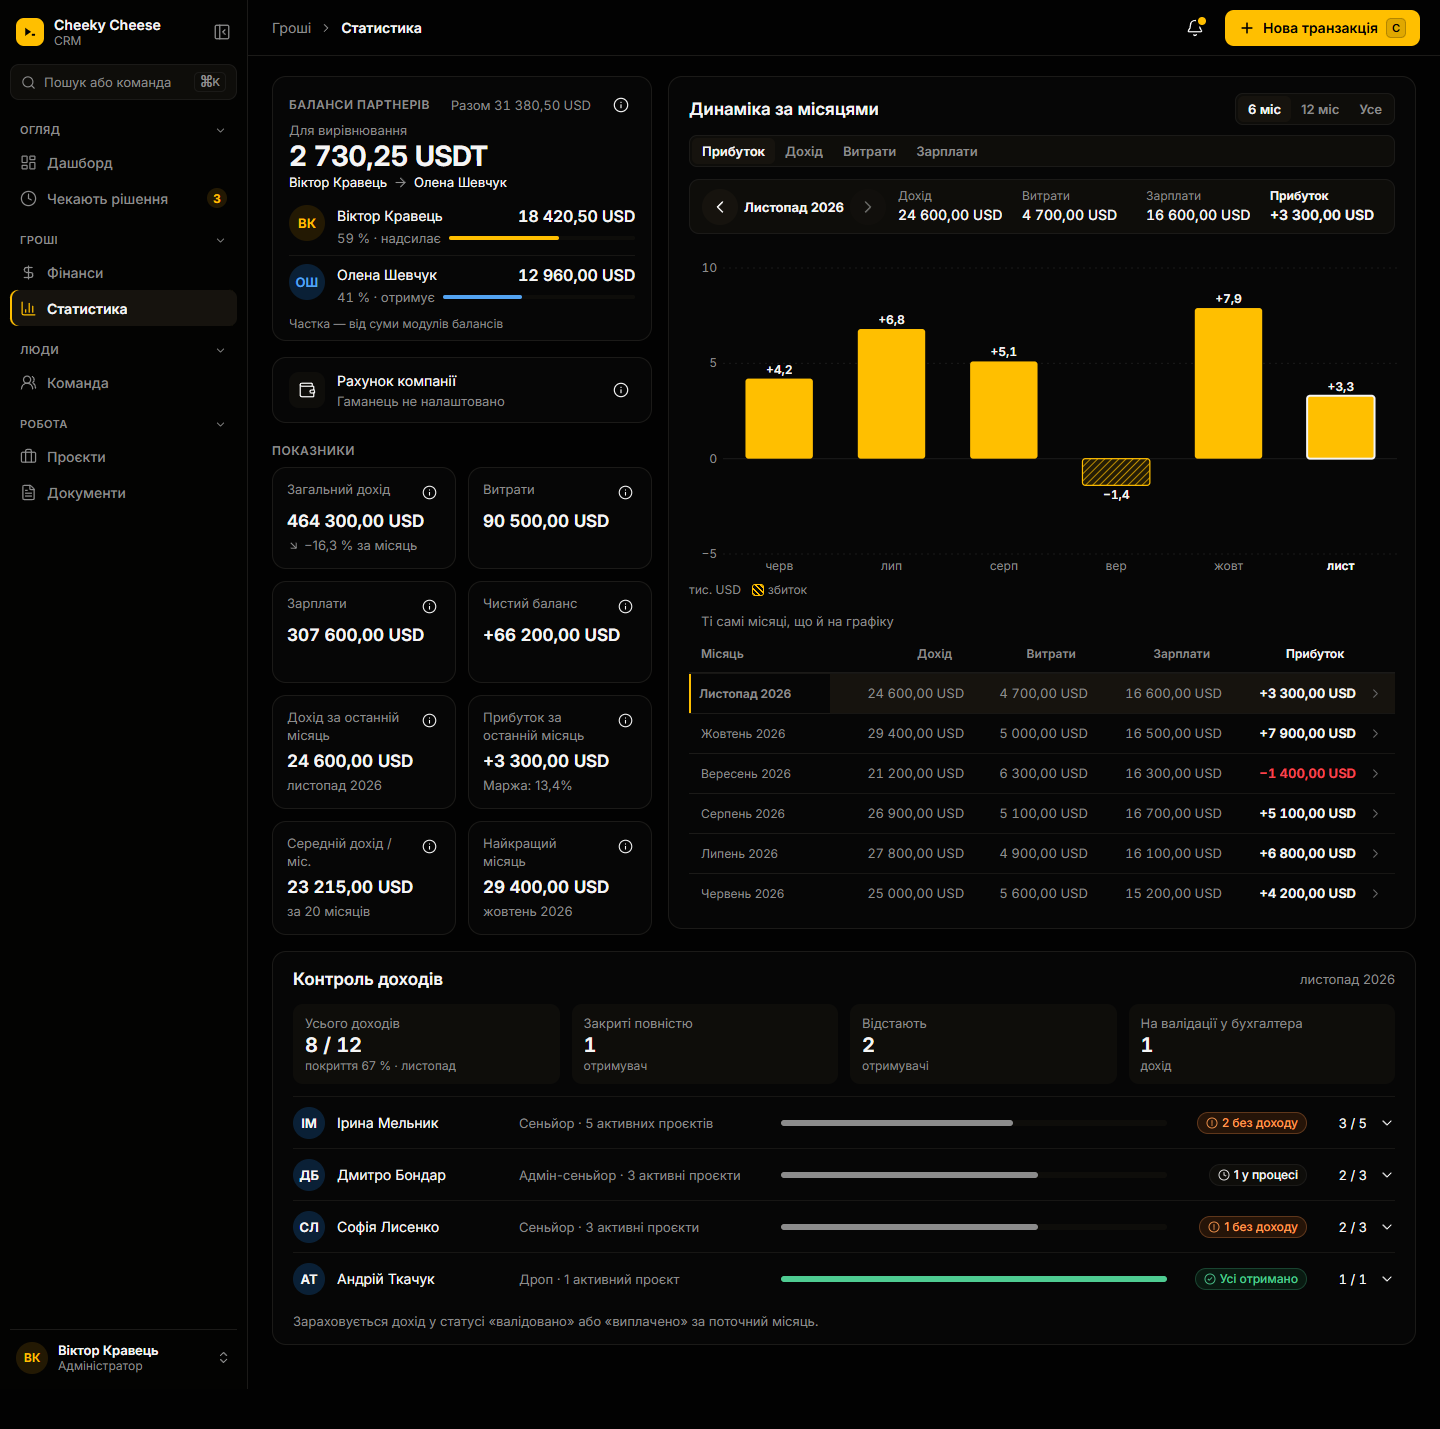 Cheeky Cheese
CRM
Пошук або команда ⌘K
ОГЛЯД
Дашборд
Чекають рішення 3
ГРОШІ
Фінанси
Статистика
ЛЮДИ
Команда
РОБОТА
Проєкти
Документи
ВК Віктор Кравець
Адміністратор
Гроші > Статистика
+ Нова транзакція C
БАЛАНСИ ПАРТНЕРІВ Разом 31 380,50 USD
Для вирівнювання
2 730,25 USDT
Віктор Кравець → Олена Шевчук
ВК Віктор Кравець 18 420,50 USD
59 % · надсилає
ОШ Олена Шевчук 12 960,00 USD
41 % · отримує
Частка — від суми модулів балансів
Рахунок компанії
Гаманець не налаштовано
ПОКАЗНИКИ
Загальний дохід
464 300,00 USD
−16,3 % за місяць
Витрати
90 500,00 USD
Зарплати
307 600,00 USD
Чистий баланс
+66 200,00 USD
Дохід за останній
місяць
24 600,00 USD
листопад 2026
Прибуток за
останній місяць
+3 300,00 USD
Маржа: 13,4%
Середній дохід /
міс.
23 215,00 USD
за 20 місяців
Найкращий
місяць
29 400,00 USD
жовтень 2026
Динаміка за місяцями
6 міс 12 міс Усе
Прибуток Дохід Витрати Зарплати
Листопад 2026
Дохід
24 600,00 USD
Витрати
4 700,00 USD
Зарплати
16 600,00 USD
Прибуток
+3 300,00 USD
10
5
0
−5
+4,2
+6,8
+5,1
−1,4
+7,9
+3,3
черв лип серп вер жовт лист
тис. USD збиток
Ті самі місяці, що й на графіку
Місяць Дохід Витрати Зарплати Прибуток
Листопад 2026 24 600,00 USD 4 700,00 USD 16 600,00 USD +3 300,00 USD
Жовтень 2026 29 400,00 USD 5 000,00 USD 16 500,00 USD +7 900,00 USD
Вересень 2026 21 200,00 USD 6 300,00 USD 16 300,00 USD −1 400,00 USD
Серпень 2026 26 900,00 USD 5 100,00 USD 16 700,00 USD +5 100,00 USD
Липень 2026 27 800,00 USD 4 900,00 USD 16 100,00 USD +6 800,00 USD
Червень 2026 25 000,00 USD 5 600,00 USD 15 200,00 USD +4 200,00 USD
Контроль доходів листопад 2026
Усього доходів
8 / 12
покриття 67 % · листопад
Закриті повністю
1
отримувач
Відстають
2
отримувачі
На валідації у бухгалтера
1
дохід
ІМ Ірина Мельник Сеньйор · 5 активних проєктів 2 без доходу 3 / 5
ДБ Дмитро Бондар Адмін-сеньйор · 3 активні проєкти 1 у процесі 2 / 3
СЛ Софія Лисенко Сеньйор · 3 активні проєкти 1 без доходу 2 / 3
АТ Андрій Ткачук Дроп · 1 активний проєкт Усі отримано 1 / 1
Зараховується дохід у статусі «валідовано» або «виплачено» за поточний місяць.